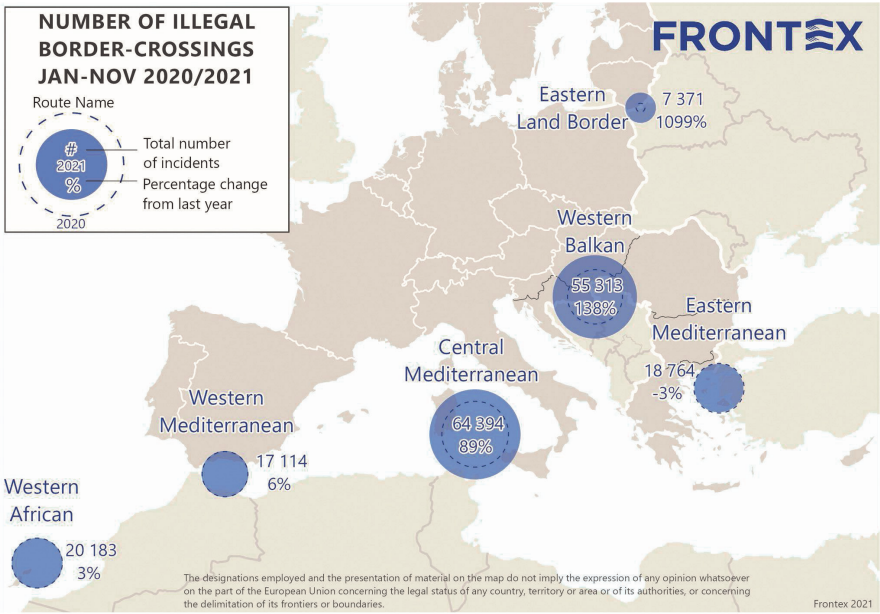 NUMBER OF ILLEGAL
BORDER-CROSSINGS
JAN-NOV 2020/2021
Route Name
#
2021
%
Total number
of incidents
Percentage change
from last year
2020
FRONTEX
Eastern
Land Border
7 371
1099%
Western
Balkan
55 313
138%
Eastern
Mediterranean
18 764
-3%
Central
Mediterranean
64 394
89%
Western
Mediterranean
17 114
6%
Western
African
20 183
3%
The designations employed and the presentation of material on the map do not imply the expression of any opinion whatsoever
on the part of the European Union concerning the legal status of any country, territory or area or of its authorities, or concerning
the delimitation of its frontiers or boundaries.
Frontex 2021